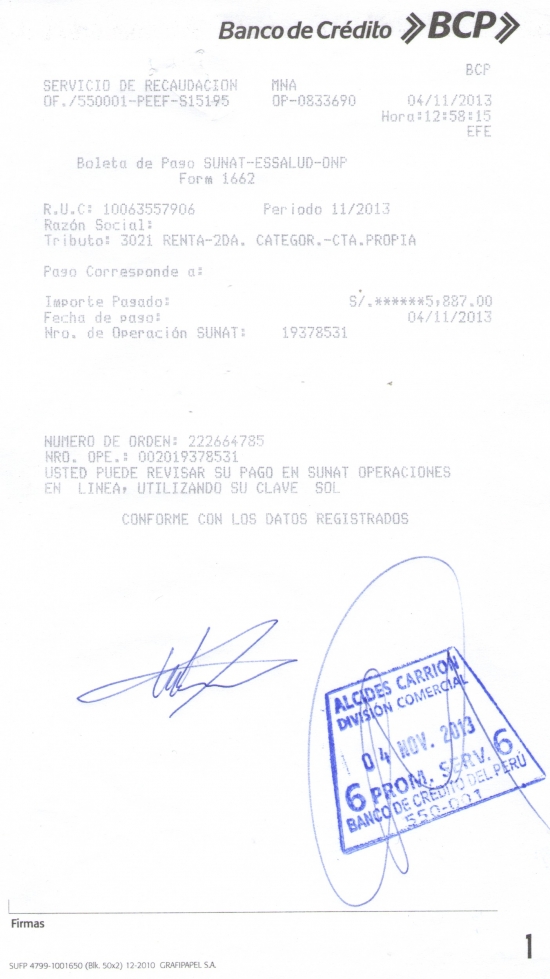 Banco de Crédito BCP
BCP
SERVICIO DE RECAUDACION MNA
OF./550001-PEEF-S15195 OP-0833690 04/11/2013
Hora:12:58:15
EFE
Boleta de Pago SUNAT-ESSALUD-ONP
Form 1662
R.U.C: 10063557906 Periodo 11/2013
Razón Social:
Tributo: 3021 RENTA-2DA. CATEGOR.-CTA.PROPIA
Pago Corresponde a:
Importe Pagado: S/.******5,887.00
Fecha de pago: 04/11/2013
Nro. de Operación SUNAT: 19378531
NUMERO DE ORDEN: 222664785
NRO. OPE.: 002019378531
USTED PUEDE REVISAR SU PAGO EN SUNAT OPERACIONES
EN LINEA, UTILIZANDO SU CLAVE SOL
CONFORME CON LOS DATOS REGISTRADOS
ALCIDES CARRION
DIVISIÓN COMERCIAL
04 NOV. 2013
6 PROM. SERV. 6
BANCO DE CRÉDITO DEL PERÚ
550-001
Firmas
1
SUFP 4799-1001650 (Blk. 50x2) 12-2010 GRAFIPAPEL S.A.